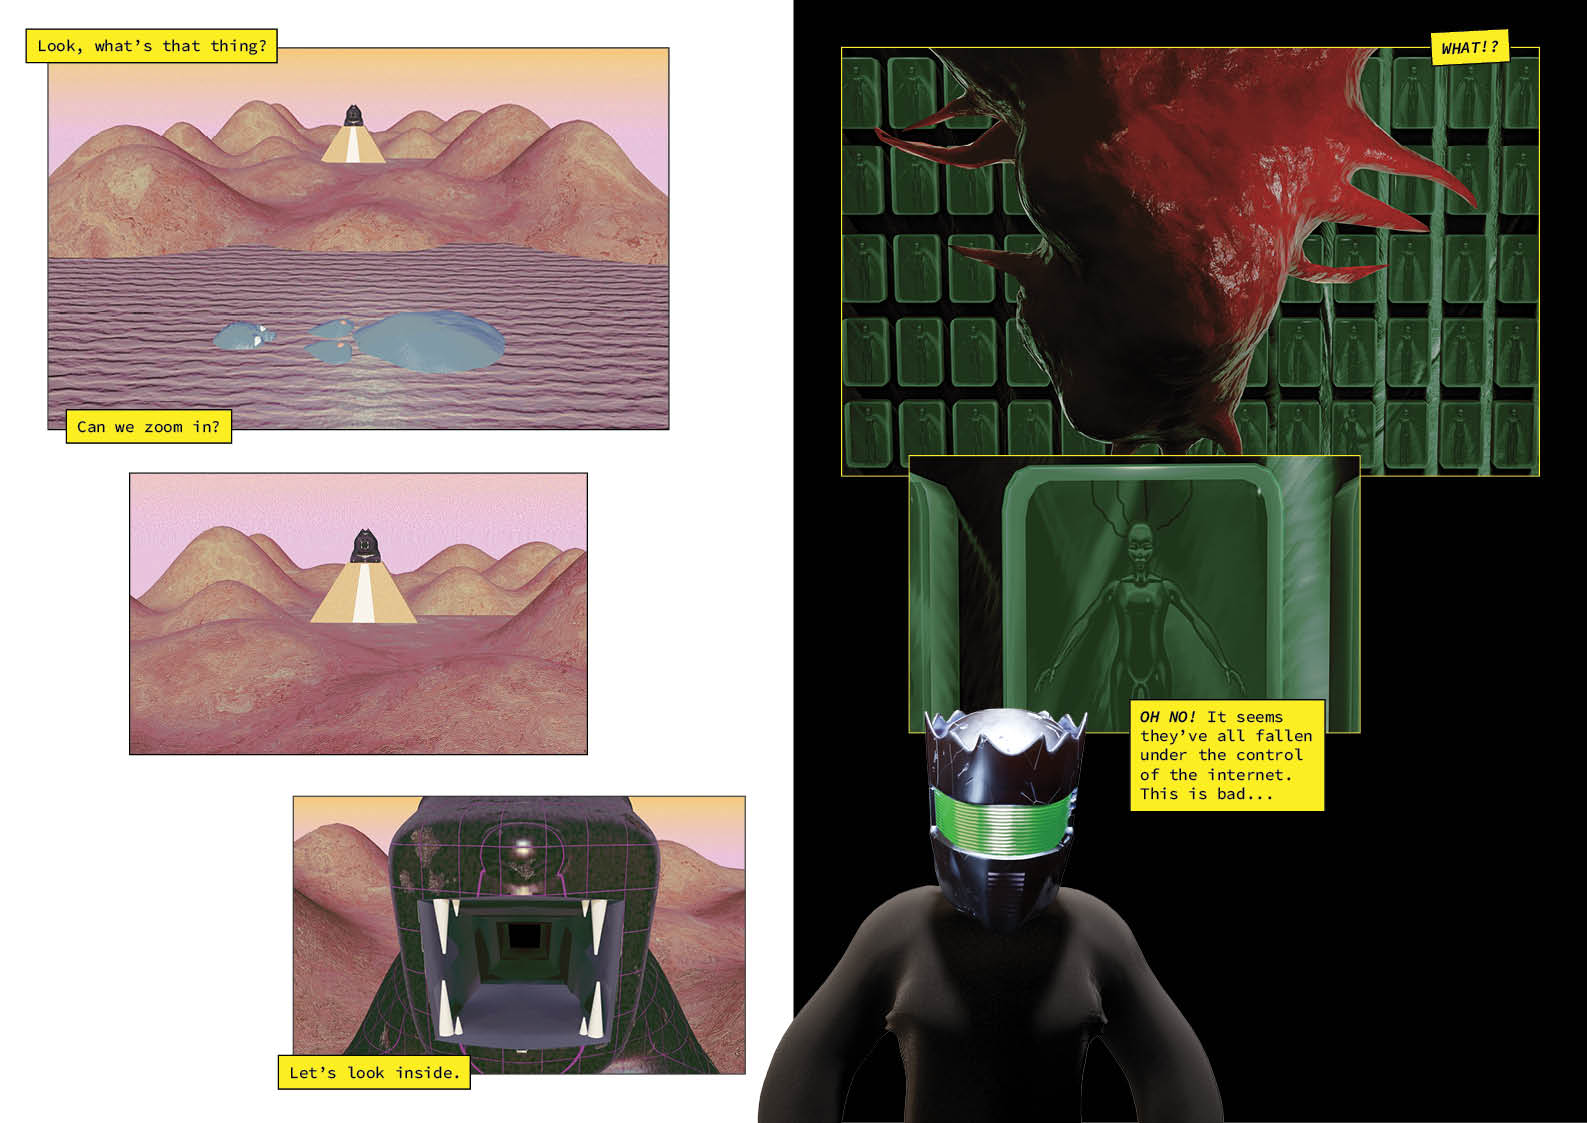 Look, what's that thing?
Can we zoom in?
Let's look inside.
WHAT!?
OH NO! It seems
they've all fallen
under the control
of the internet.
This is bad...